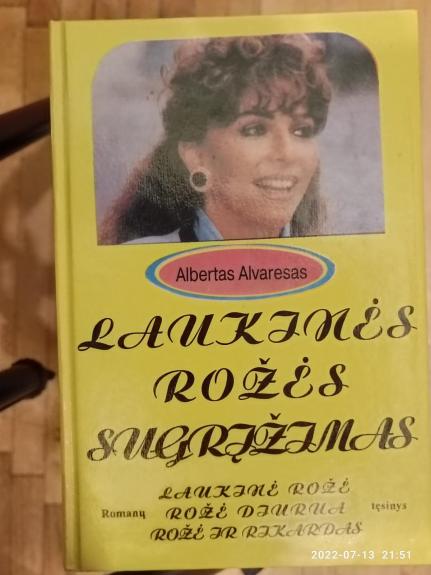 Albertas Alvaresas
LAUKINĖS
ROŽĖS
SUGRĮŽIMAS
LAUKINĖ ROŽĖ
Romanų ROŽĖ DIURUA tęsinys
ROŽĖ IR RIKARDAS
2022-07-13 21:51